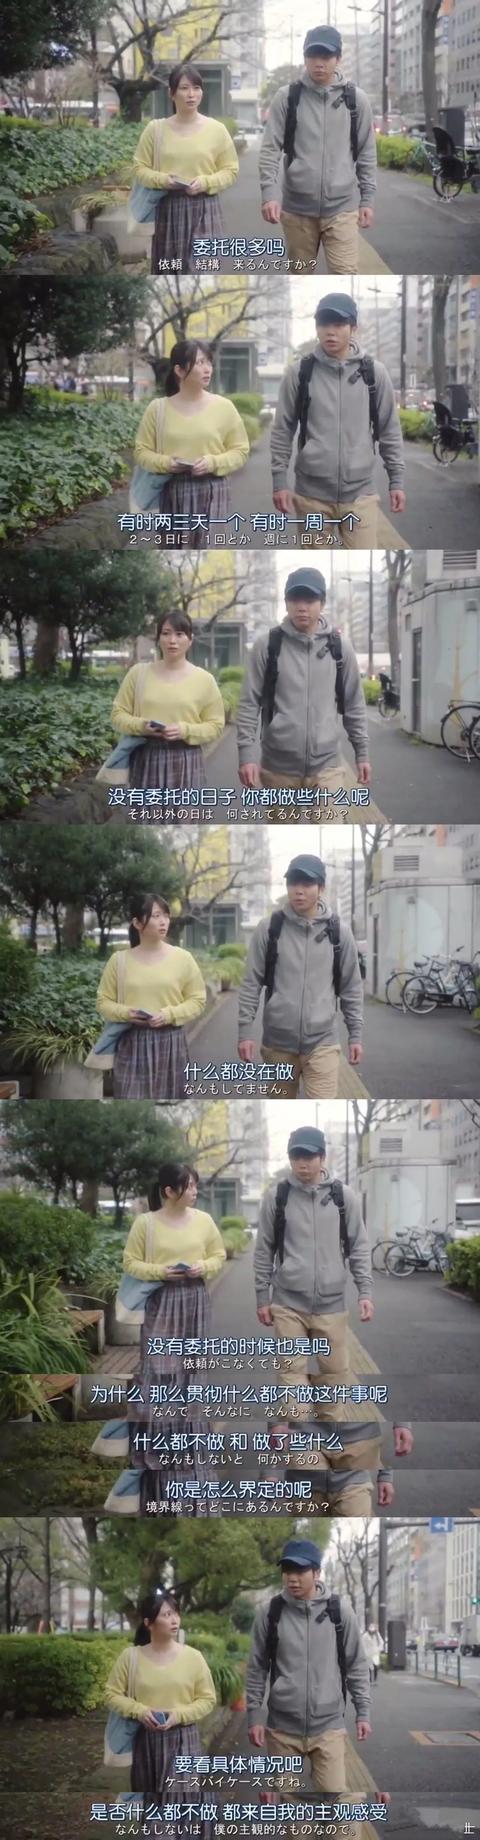 委托很多吗
依頼　結構　来るんですか？
有时两三天一个 有时一周一个
２～３日に　１回とか　週に１回とか。
没有委托的日子 你都做些什么呢
それ以外の日は　何されてるんですか？
什么都没在做
なんもしてません。
没有委托的时候也是吗
依頼がこなくても？
为什么 那么贯彻什么都不做这件事呢
なんで　そんなに　なんも…。
什么都不做 和 做了些什么
なんもしないと　何かするの
你是怎么界定的呢
境界線ってどこにあるんですか？
要看具体情况吧
ケースバイケースですね。
是否什么都不做 都来自我的主观感受
なんもしないは　僕の主観的なものなので。